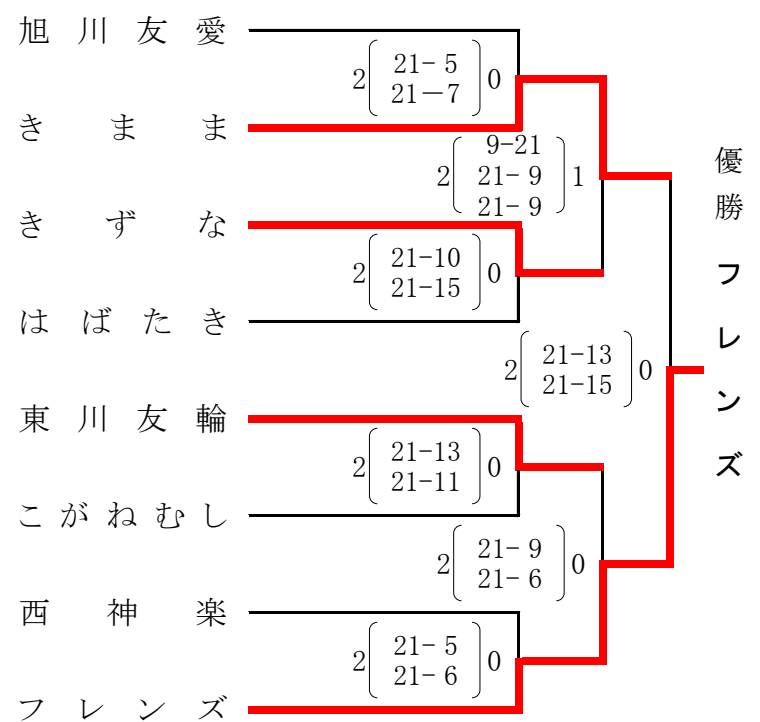 旭川友愛
2 21- 5 0
21－7
きまま
9-21
2 21- 9 1
21- 9
きずな
2 21-10 0
21-15
はばたき
2 21-13 0
21-15
東川友輪
2 21-13 0
21-11
こがねむし
2 21- 9 0
21- 6
西神楽
2 21- 5 0
21- 6
フレンズ
優勝 フレンズ